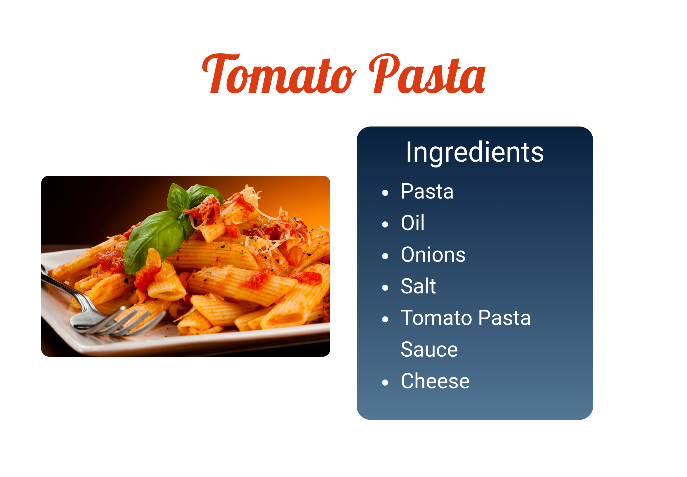 Tomato Pasta
Ingredients
• Pasta
• Oil
• Onions
• Salt
• Tomato Pasta
Sauce
• Cheese